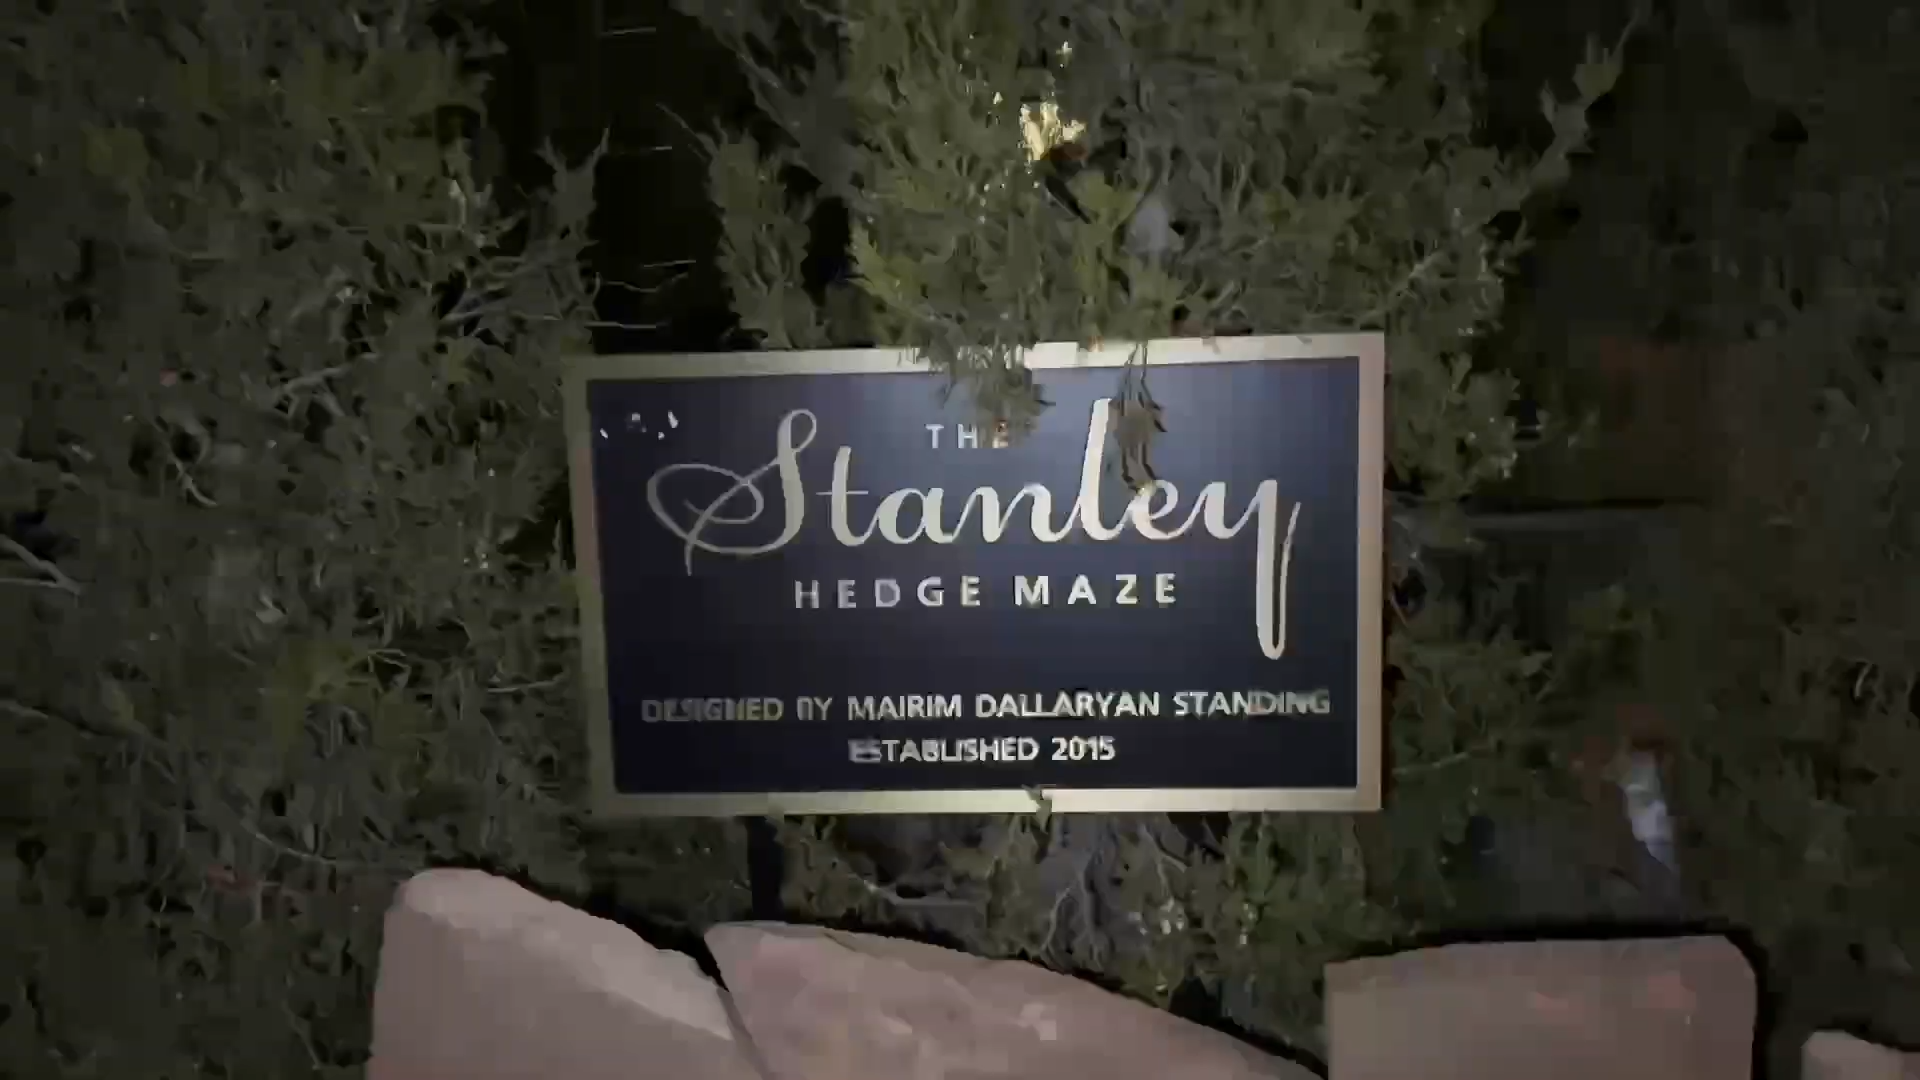 THE
Stanley
HEDGE MAZE
DESIGNED BY MAIRIM DALLARYAN STANDING
ESTABLISHED 2015